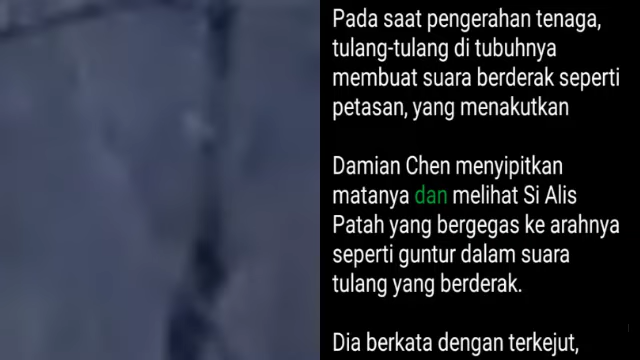 Pada saat pengerahan tenaga,
tulang-tulang di tubuhnya
membuat suara berderak seperti
petasan, yang menakutkan
Damian Chen menyipitkan
matanya dan melihat Si Alis
Patah yang bergegas ke arahnya
seperti guntur dalam suara
tulang yang berderak.
Dia berkata dengan terkejut,